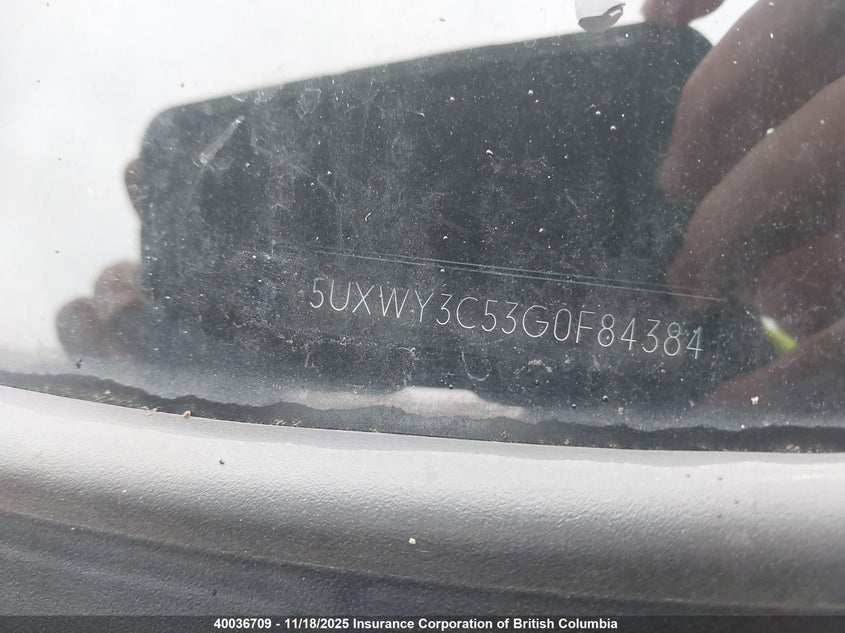 5UXWY3C53G0F84384
40036709 - 11/18/2025 Insurance Corporation of British Columbia